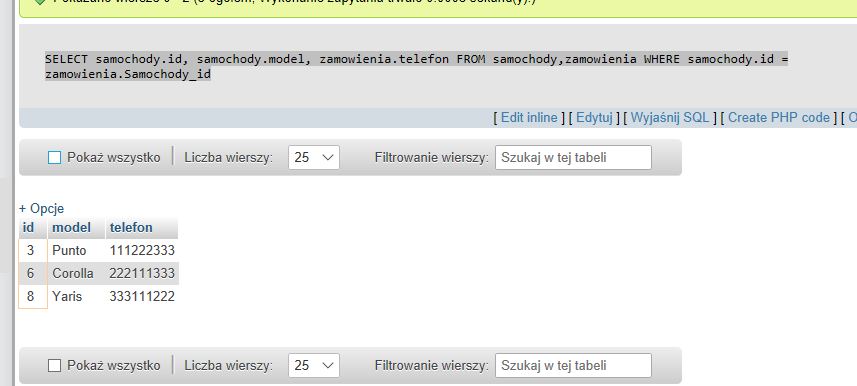 SELECT samochody.id, samochody.model, zamowienia.telefon FROM samochody,zamowienia WHERE samochody.id =
zamowienia.Samochody_id
[ Edit inline ] [ Edytuj ] [ Wyjaśnij SQL ] [ Create PHP code ] [
Pokaż wszystko | Liczba wierszy: 25 Filtrowanie wierszy: Szukaj w tej tabeli
+ Opcje
id model telefon
3 Punto 111222333
6 Corolla 222111333
8 Yaris 333111222
Pokaż wszystko | Liczba wierszy: 25 Filtrowanie wierszy: Szukaj w tej tabeli